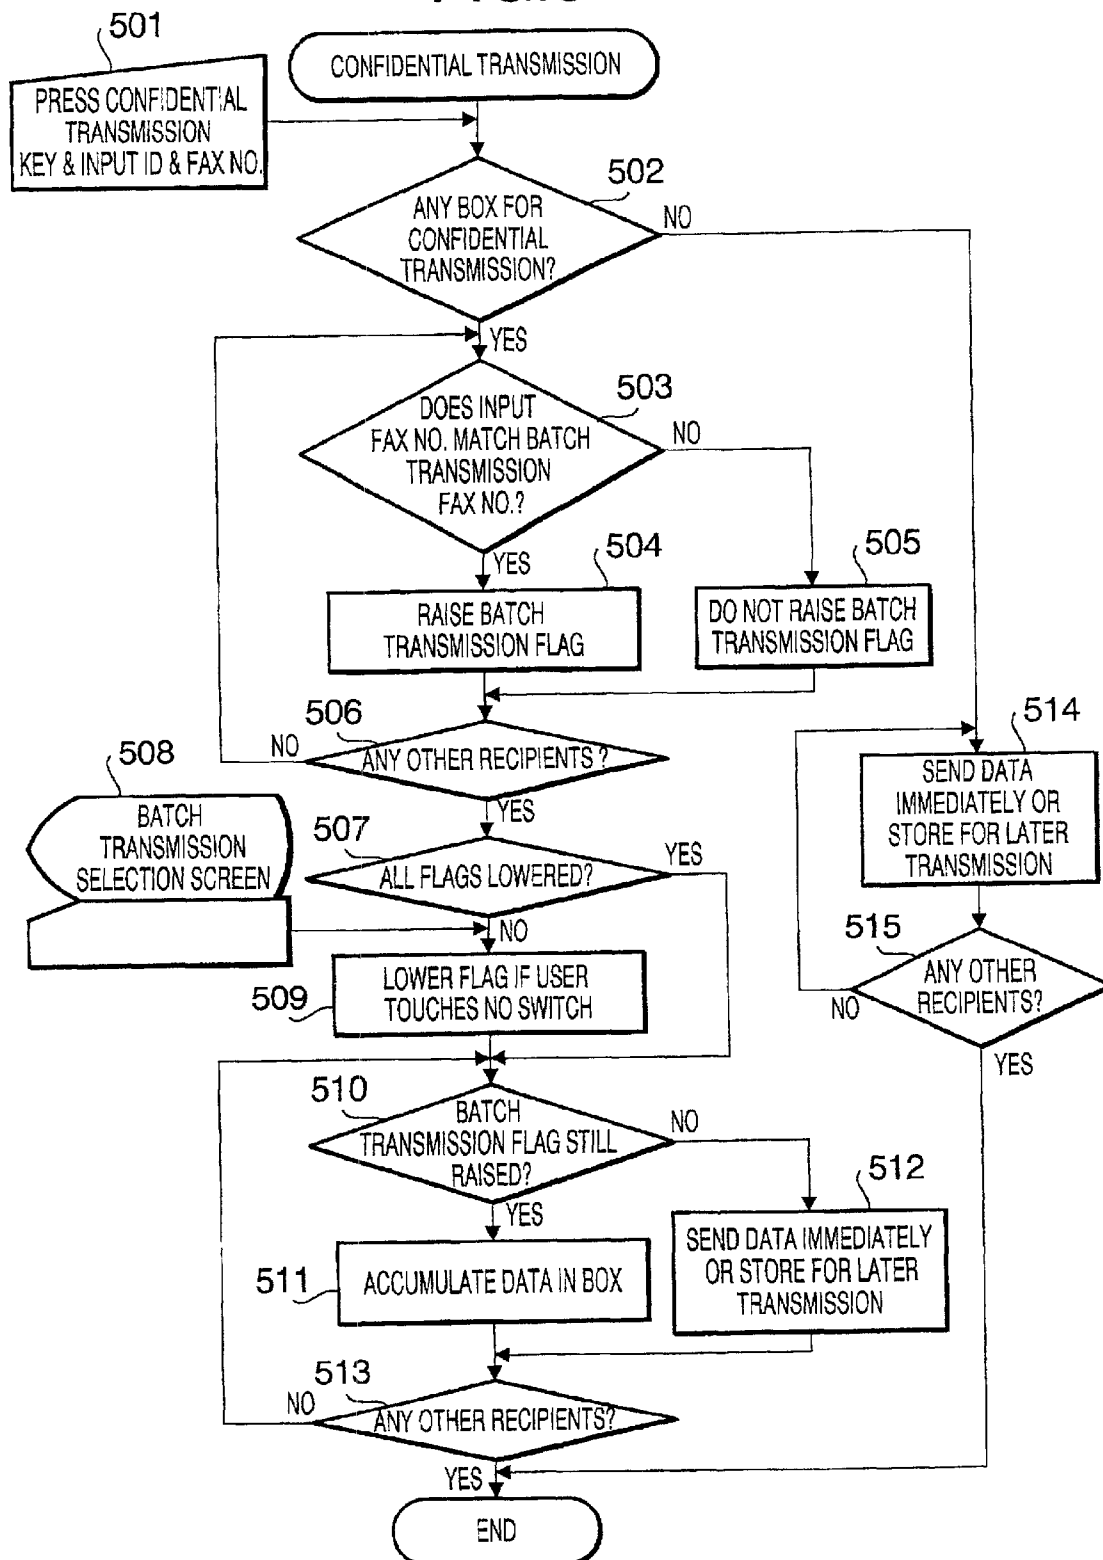 501
CONFIDENTIAL TRANSMISSION
PRESS CONFIDENTIAL
TRANSMISSION
KEY & INPUT ID & FAX NO.
502
ANY BOX FOR
CONFIDENTIAL
TRANSMISSION?
NO
YES
503
DOES INPUT
FAX NO. MATCH BATCH
TRANSMISSION
FAX NO.?
NO
YES
504
RAISE BATCH
TRANSMISSION FLAG
505
DO NOT RAISE BATCH
TRANSMISSION FLAG
506
ANY OTHER RECIPIENTS ?
NO
YES
514
SEND DATA
IMMEDIATELY OR
STORE FOR LATER
TRANSMISSION
508
BATCH
TRANSMISSION
SELECTION SCREEN
507
ALL FLAGS LOWERED?
YES
NO
515
ANY OTHER
RECIPIENTS?
NO
YES
509
LOWER FLAG IF USER
TOUCHES NO SWITCH
510
BATCH
TRANSMISSION FLAG STILL
RAISED?
NO
YES
512
SEND DATA IMMEDIATELY
OR STORE FOR LATER
TRANSMISSION
511
ACCUMULATE DATA IN BOX
513
ANY OTHER RECIPIENTS?
NO
YES
END